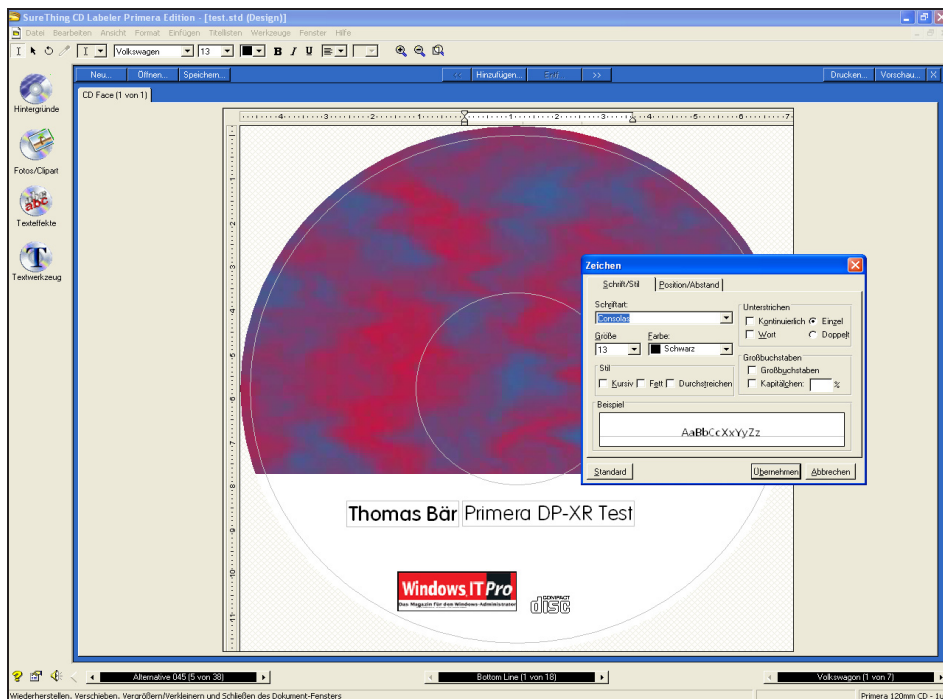 SureThing CD Labeler Primera Edition - [test.std (Design)]
Datei Bearbeiten Ansicht Format Einfügen Titellisten Werkzeuge Fenster Hilfe
Volkswagen 13 B I U
Neu... Öffnen... Speichern... << Hinzufügen... Entf >> Drucken... Vorschau... X
CD Face (1 von 1)
Hintergründe
Fotos/Clipart
Texteffekte
Textwerkzeug
Zeichen
Schrift/Stil Position/Abstand
Schriftart:
Consolas
Größe Farbe:
13 Schwarz
Stil
Kursiv Fett Durchstreichen
Unterstrichen
Kontinuierlich Einzel
Wort Doppelt
Großbuchstaben
Großbuchstaben
Kapitälchen: %
Beispiel
AaBbCcXxYyZz
Standard Übernehmen Abbrechen
Thomas Bär Primera DP-XR Test
Windows IT Pro
Das Magazin für den Windows-Administrator
COMPACT
disc
Alternative 045 (5 von 38) Bottom Line (1 von 18) Volkswagon (1 von 7)
Wiederherstellen, Verschieben, Vergrößern/Verkleinern und Schließen des Dokument-Fensters Primera 120mm CD - 1u